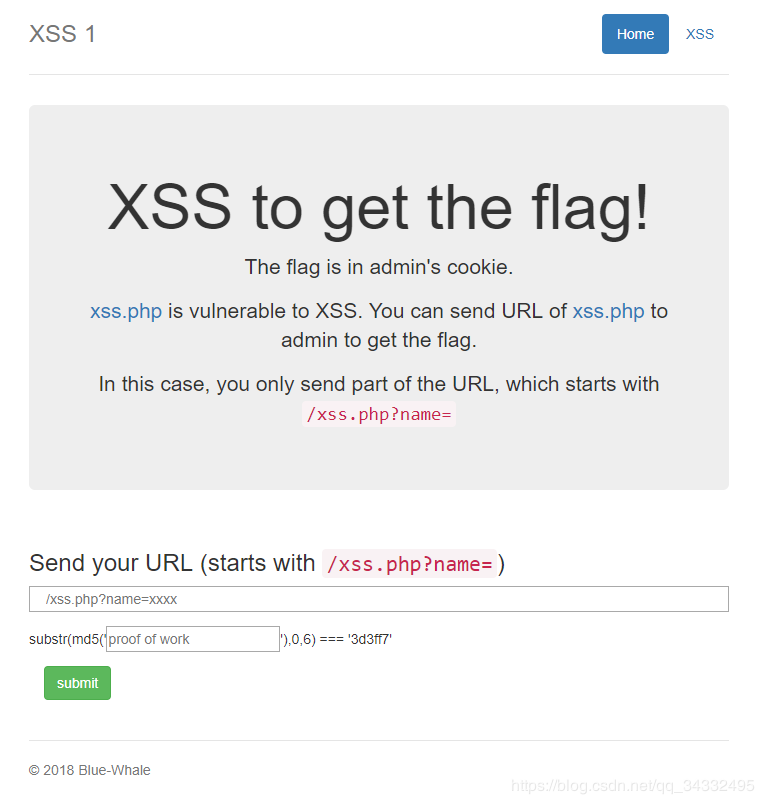 XSS 1
Home
XSS
XSS to get the flag!
The flag is in admin's cookie.
xss.php is vulnerable to XSS. You can send URL of xss.php to
admin to get the flag.
In this case, you only send part of the URL, which starts with
/xss.php?name=
Send your URL (starts with /xss.php?name=)
/xss.php?name=xxxx
substr(md5('proof of work'),0,6) === '3d3ff7'
submit
© 2018 Blue-Whale
https://blog.csdn.net/qq_34332495